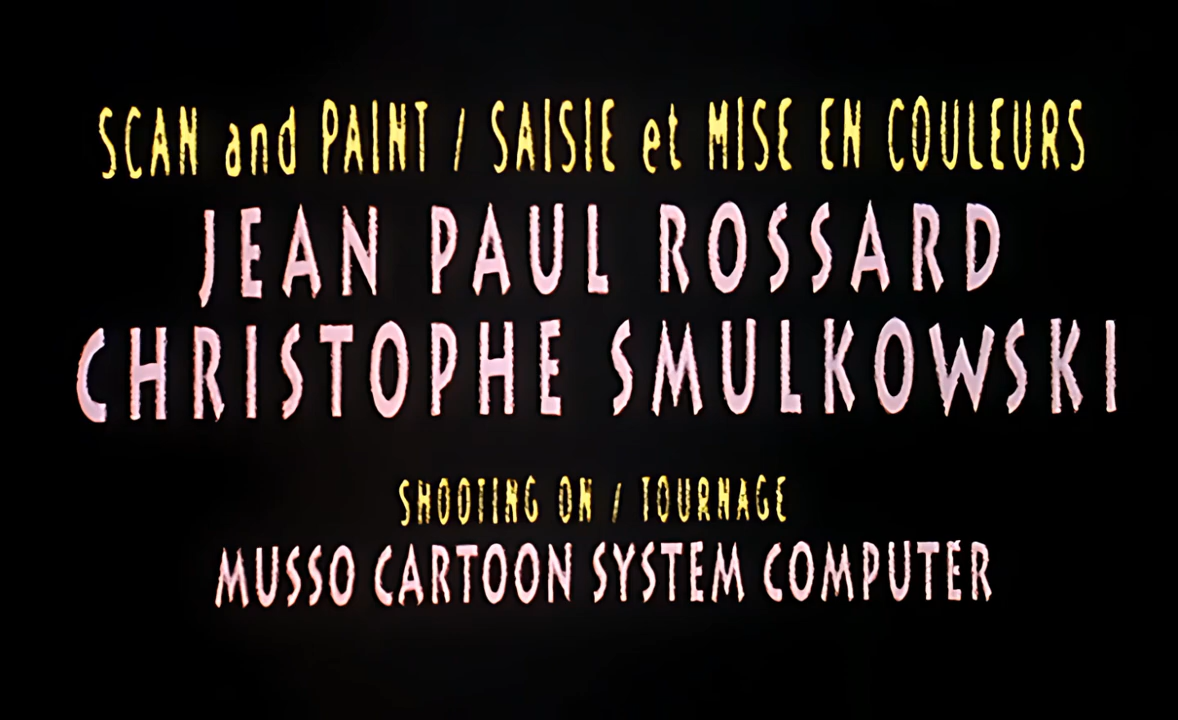 SCAN and PAINT / SAISIE et MISE EN COULEURS
JEAN PAUL ROSSARD
CHRISTOPHE SMULKOWSKI
SHOOTING ON / TOURNAGE
MUSSO CARTOON SYSTEM COMPUTER